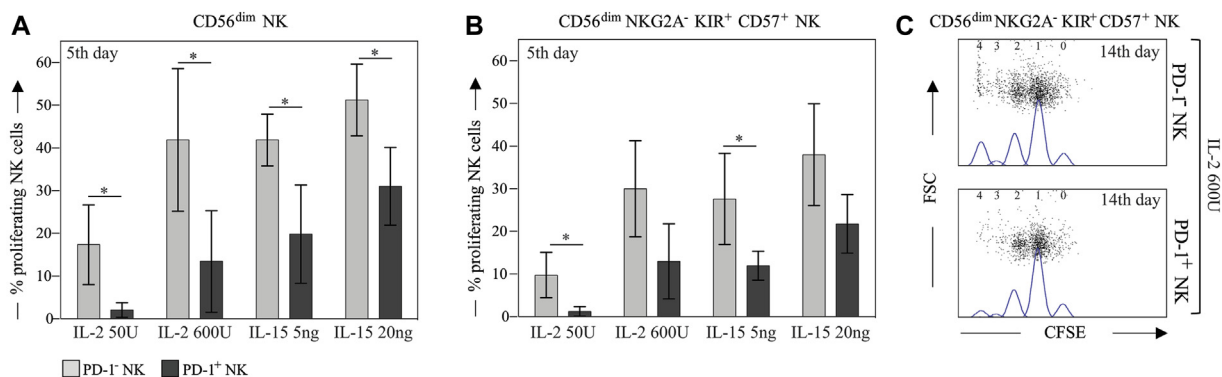 A
CD56dim NK
5th day
— % proliferating NK cells —
60
50
40
30
20
10
0
*
*
*
*
IL-2 50U IL-2 600U IL-15 5ng IL-15 20ng
PD-1- NK PD-1+ NK
B
CD56dim NKG2A- KIR+ CD57+ NK
5th day
— % proliferating NK cells —
60
50
40
30
20
10
0
*
*
IL-2 50U IL-2 600U IL-15 5ng IL-15 20ng
C
CD56dim NKG2A- KIR+ CD57+ NK
4 3 2 1 0
14th day
PD-1- NK
4 3 2 1 0
14th day
PD-1+ NK
IL-2 600U
FSC
CFSE